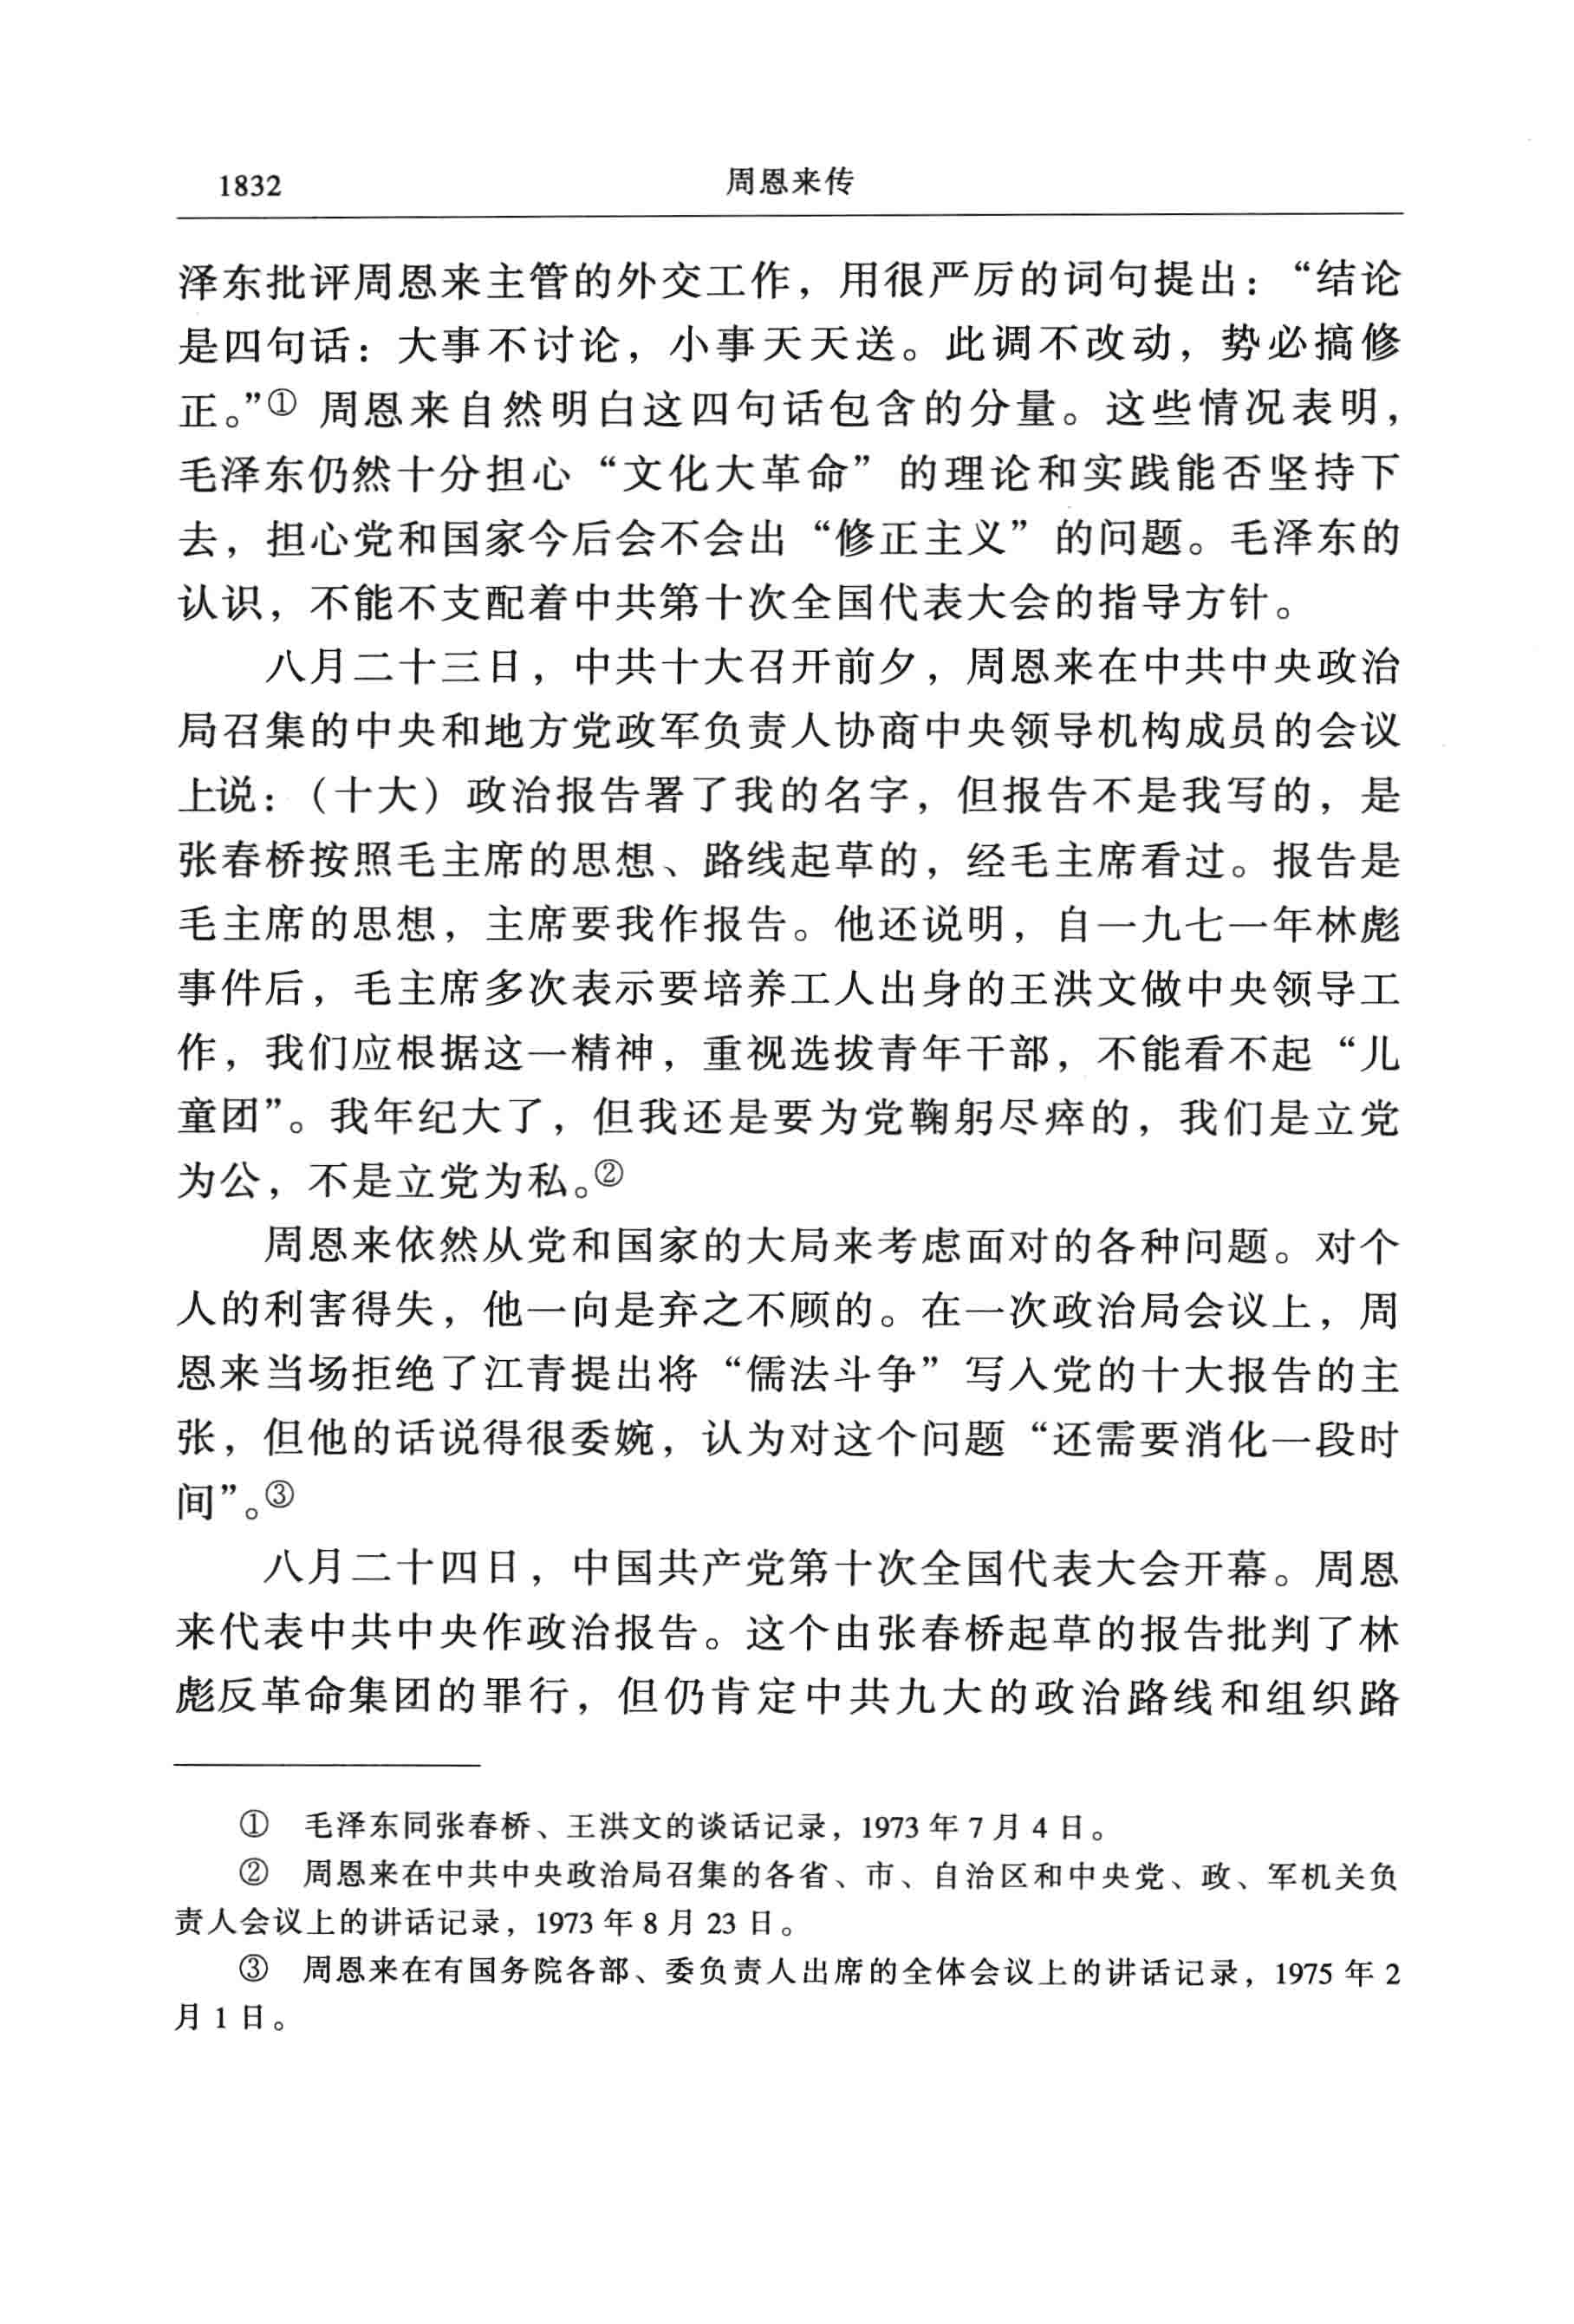 1832 周恩来传
泽东批评周恩来主管的外交工作，用很严厉的词句提出：“结论
是四句话：大事不讨论，小事天天送。此调不改动，势必搞修
正。”① 周恩来自然明白这四句话包含的分量。这些情况表明，
毛泽东仍然十分担心“文化大革命”的理论和实践能否坚持下
去，担心党和国家今后会不会出“修正主义”的问题。毛泽东的
认识，不能不支配着中共第十次全国代表大会的指导方针。
八月二十三日，中共十大召开前夕，周恩来在中共中央政治
局召集的中央和地方党政军负责人协商中央领导机构成员的会议
上说：（十大）政治报告署了我的名字，但报告不是我写的，是
张春桥按照毛主席的思想、路线起草的，经毛主席看过。报告是
毛主席的思想，主席要我作报告。他还说明，自一九七一年林彪
事件后，毛主席多次表示要培养工人出身的王洪文做中央领导工
作，我们应根据这一精神，重视选拔青年干部，不能看不起“儿
童团”。我年纪大了，但我还是要为党鞠躬尽瘁的，我们是立党
为公，不是立党为私。②
周恩来依然从党和国家的大局来考虑面对的各种问题。对个
人的利害得失，他一向是弃之不顾的。在一次政治局会议上，周
恩来当场拒绝了江青提出将“儒法斗争”写入党的十大报告的主
张，但他的话说得很委婉，认为对这个问题“还需要消化一段时
间”。③
八月二十四日，中国共产党第十次全国代表大会开幕。周恩
来代表中共中央作政治报告。这个由张春桥起草的报告批判了林
彪反革命集团的罪行，但仍肯定中共九大的政治路线和组织路
① 毛泽东同张春桥、王洪文的谈话记录，1973 年 7 月 4 日。
② 周恩来在中共中央政治局召集的各省、市、自治区和中央党、政、军机关负
责人会议上的讲话记录，1973 年 8 月 23 日。
③ 周恩来在有国务院各部、委负责人出席的全体会议上的讲话记录，1975 年 2
月 1 日。